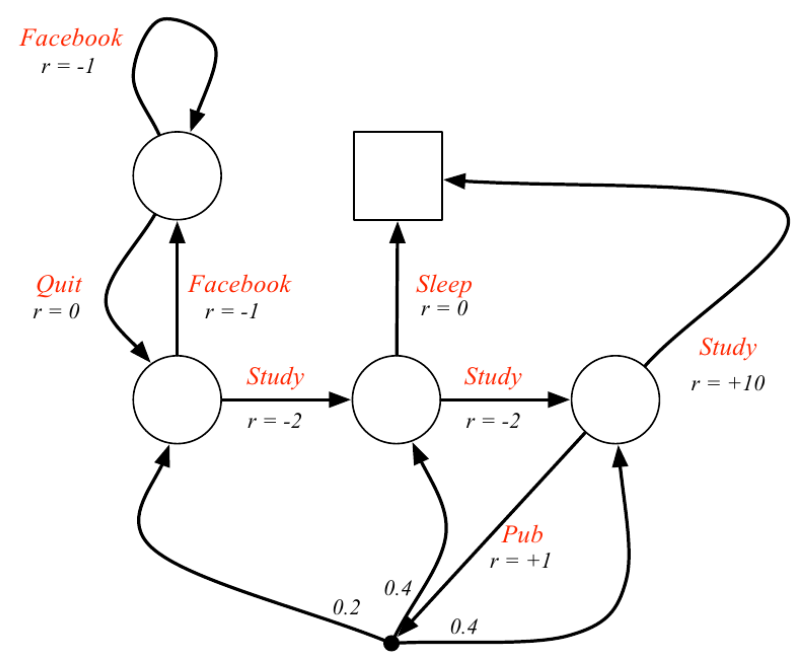 Facebook
r = -1
Quit
r = 0
Facebook
r = -1
Sleep
r = 0
Study
r = -2
Study
r = -2
Study
r = +10
Pub
r = +1
0.2
0.4
0.4